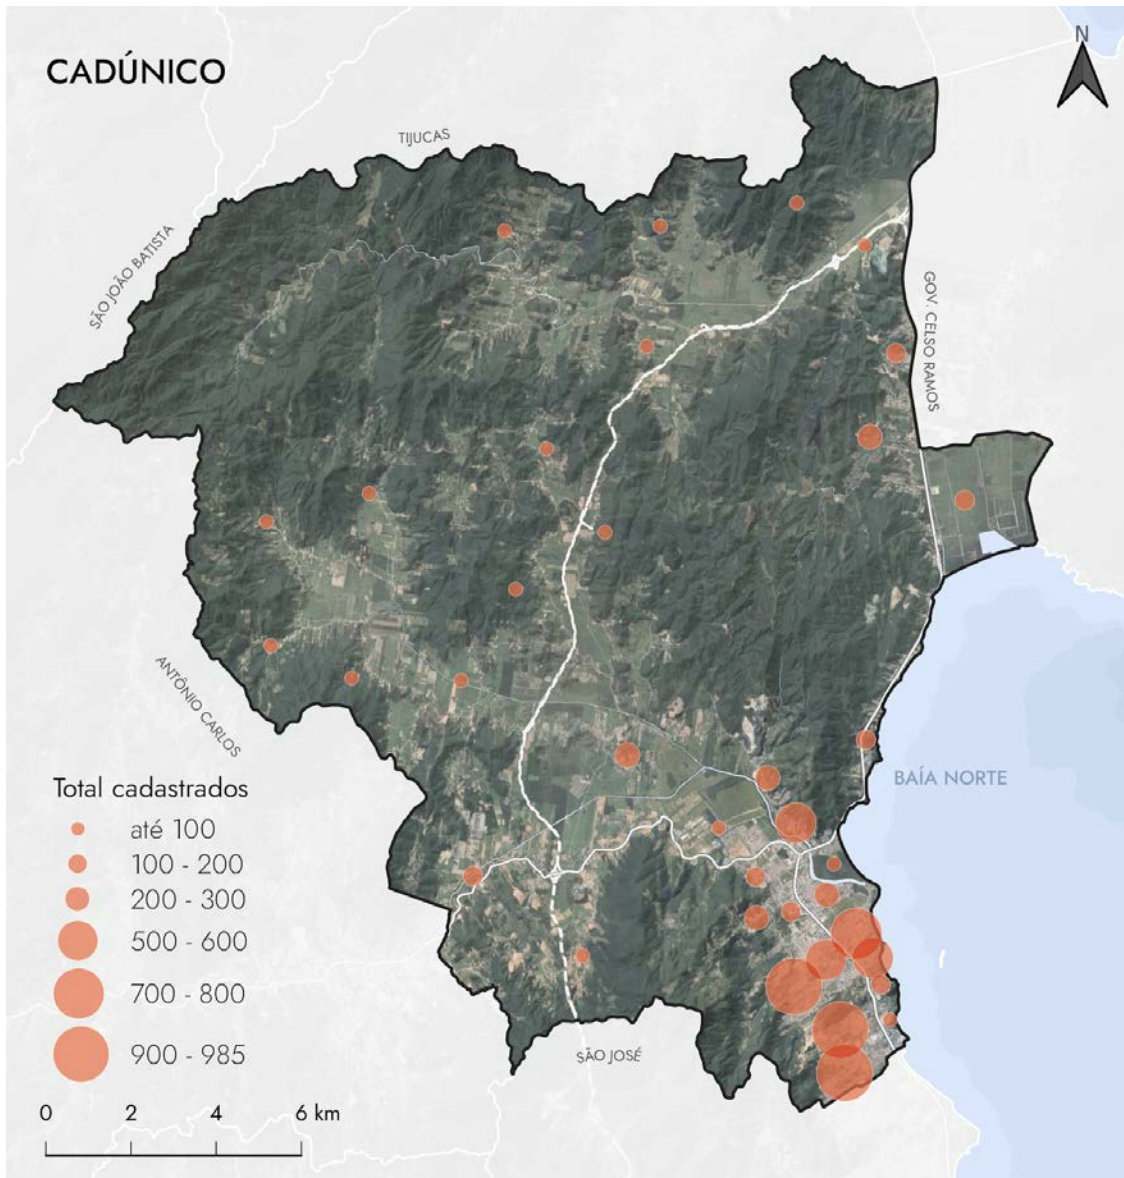 CADÚNICO
N
TIJUCAS
SÃO JOÃO BATISTA
GOV. CELSO RAMOS
ANTÔNIO CARLOS
BAÍA NORTE
SÃO JOSÉ
Total cadastrados
até 100
100 - 200
200 - 300
500 - 600
700 - 800
900 - 985
0 2 4 6 km